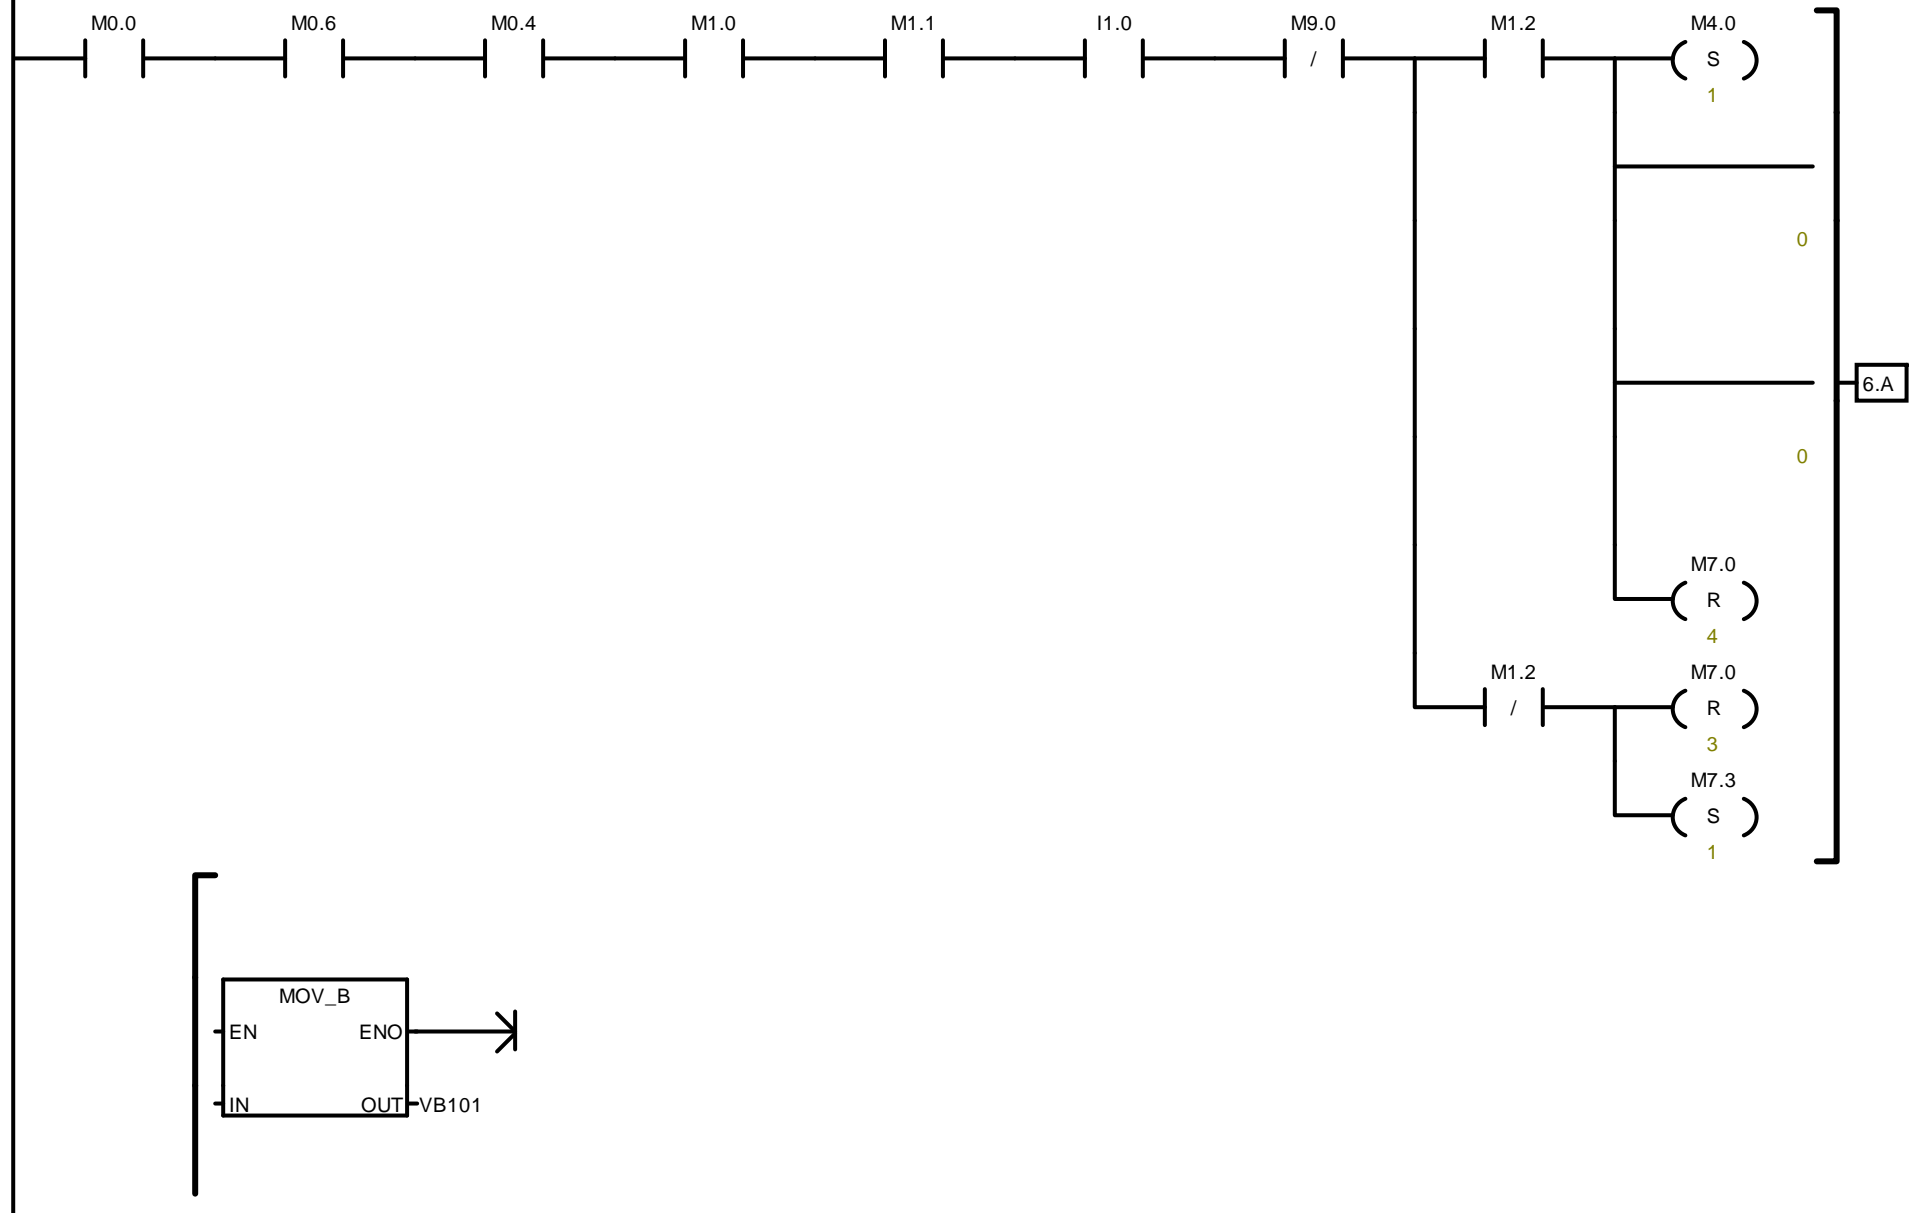 M0.0 M0.6 M0.4 M1.0 M1.1 I1.0 M9.0 M1.2 M4.0
/ S
1
0
6.A
0
M7.0
R
4
M1.2 M7.0
/ R
3
M7.3
S
1
MOV_B
EN ENO
IN OUT VB101